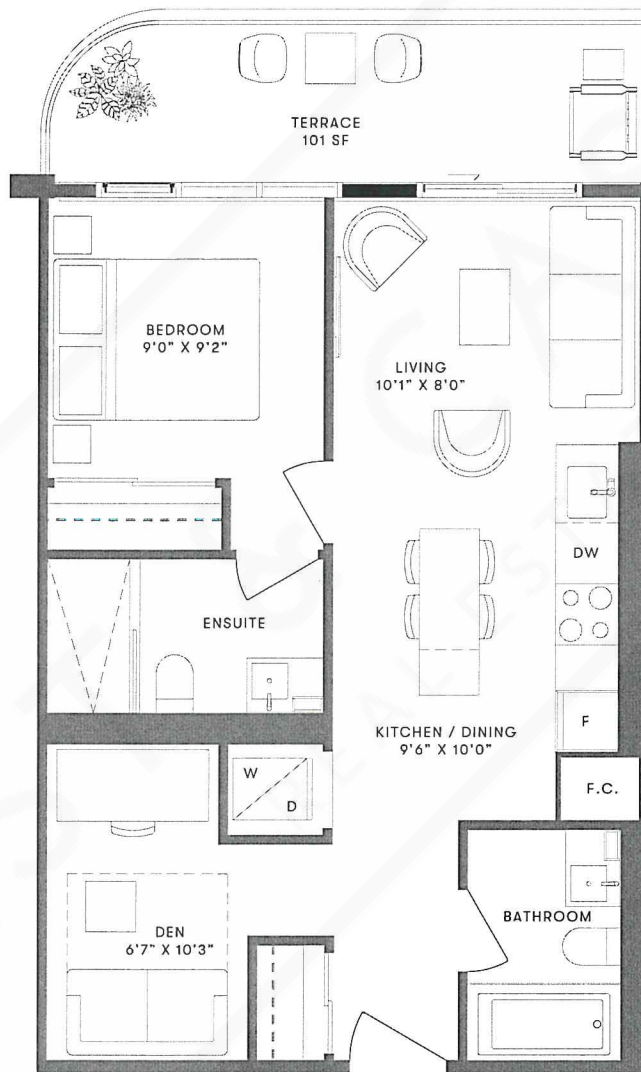 TERRACE
101 SF
BEDROOM
9'0" X 9'2"
LIVING
10'1" X 8'0"
DW
ENSUITE
F
KITCHEN / DINING
9'6" X 10'0"
W
D
F.C.
BATHROOM
DEN
6'7" X 10'3"